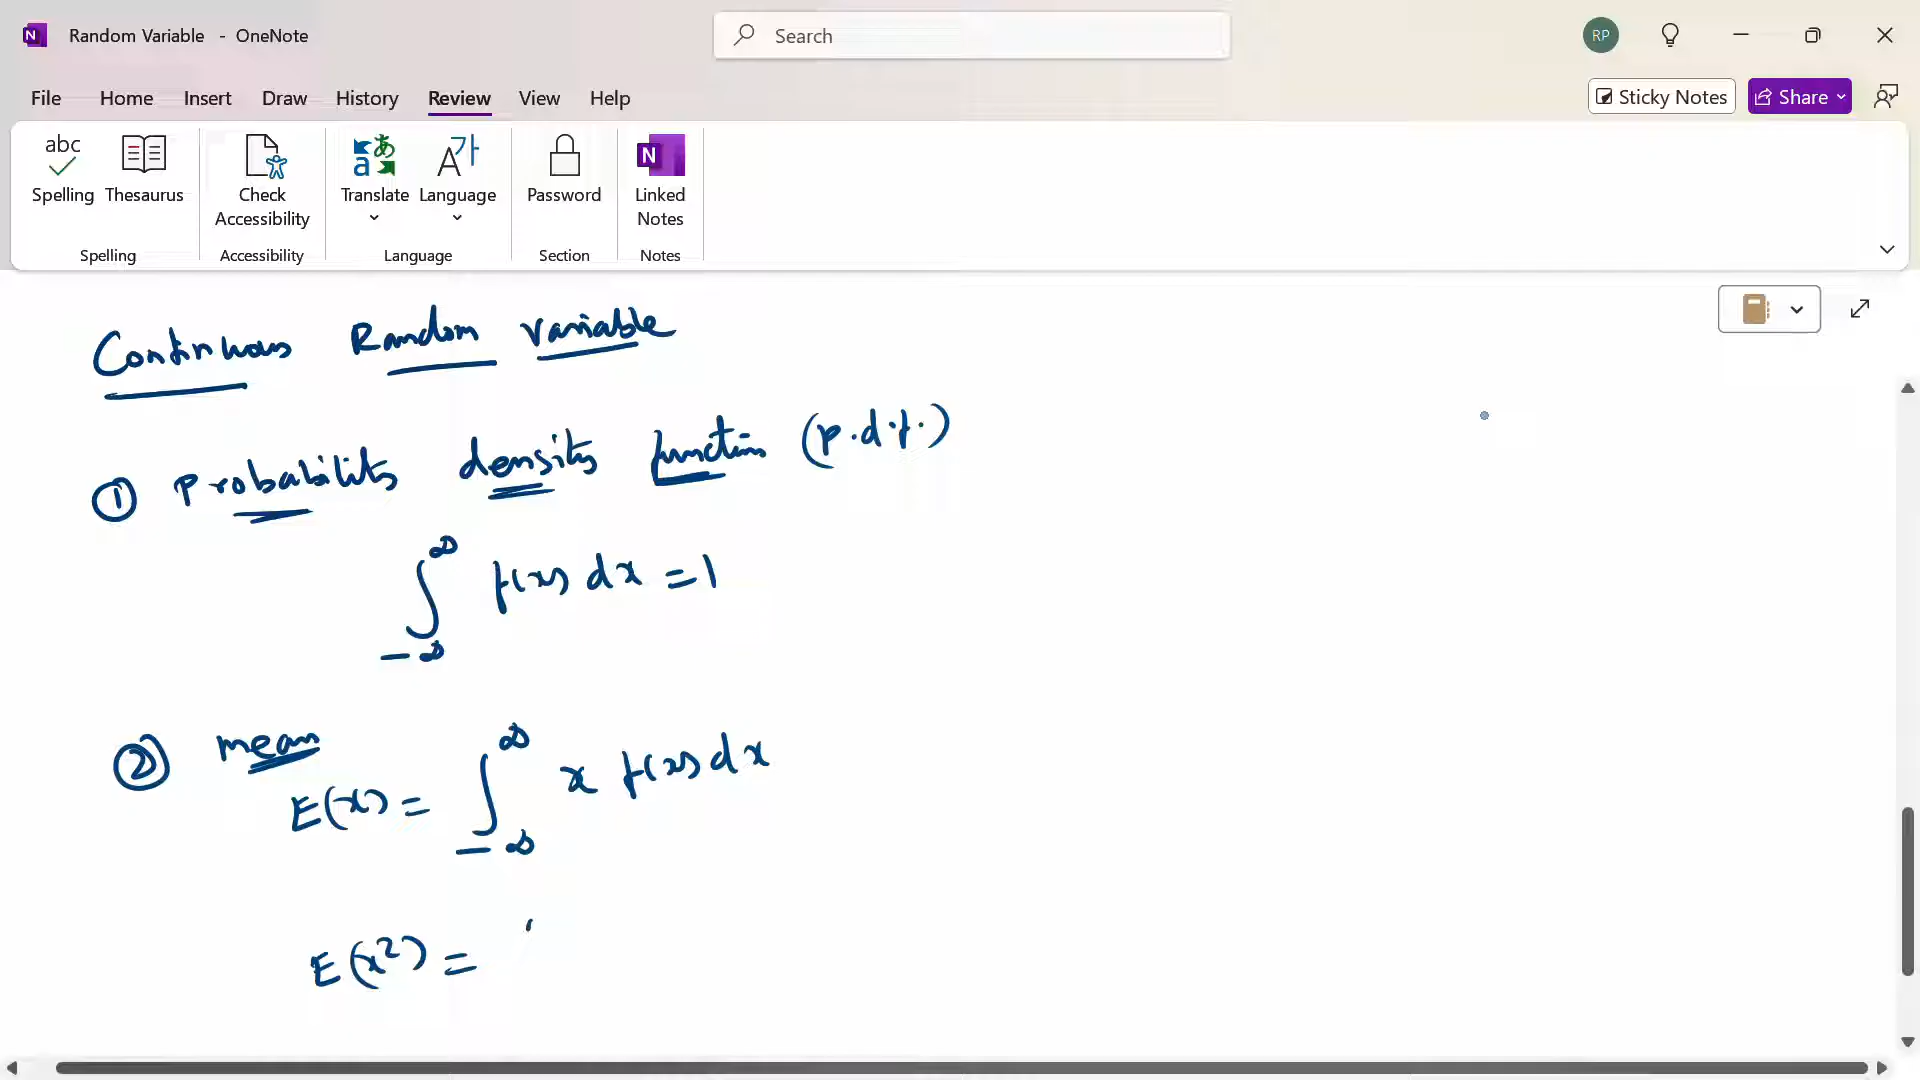 Random Variable - OneNote
Search
RP
File Home Insert Draw History Review View Help
Sticky Notes Share
abc
Spelling Thesaurus Check Accessibility Translate Language Password Linked Notes
Spelling Accessibility Language Section Notes
Continuous Random variable
① Probability density function (p.d.f.)
∫_{-∞}^{∞} f(x) dx = 1
② mean
E(x) = ∫_{-∞}^{∞} x f(x) dx
E(x²) =